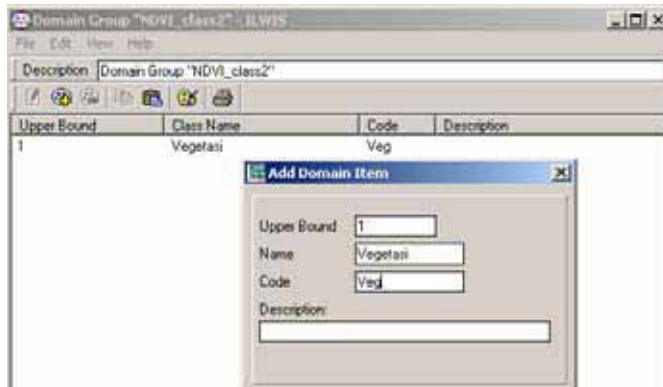 Domain Group "NDVI_class2" - ILWIS
File Edit View Help
Description Domain Group "NDVI_class2"
Upper Bound Class Name Code Description
1 Vegetasi Veg
Add Domain Item
Upper Bound 1
Name Vegetasi
Code Veg
Description: